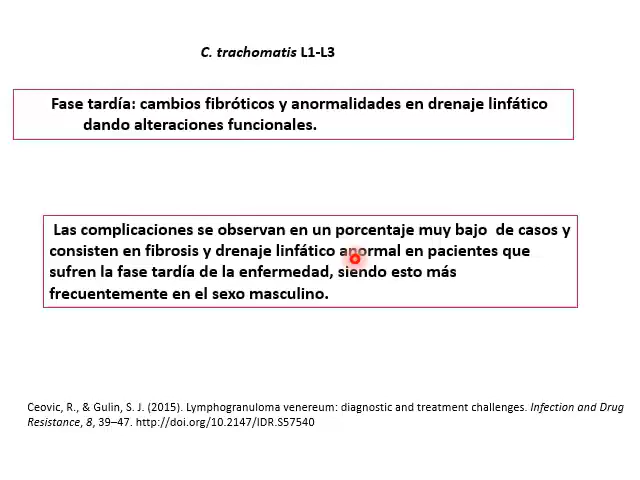 C. trachomatis L1-L3
Fase tardía: cambios fibróticos y anormalidades en drenaje linfático
dando alteraciones funcionales.
Las complicaciones se observan en un porcentaje muy bajo de casos y
consisten en fibrosis y drenaje linfático anormal en pacientes que
sufren la fase tardía de la enfermedad, siendo esto más
frecuentemente en el sexo masculino.
Ceovic, R., & Gulin, S. J. (2015). Lymphogranuloma venereum: diagnostic and treatment challenges. Infection and Drug
Resistance, 8, 39–47. http://doi.org/10.2147/IDR.S57540